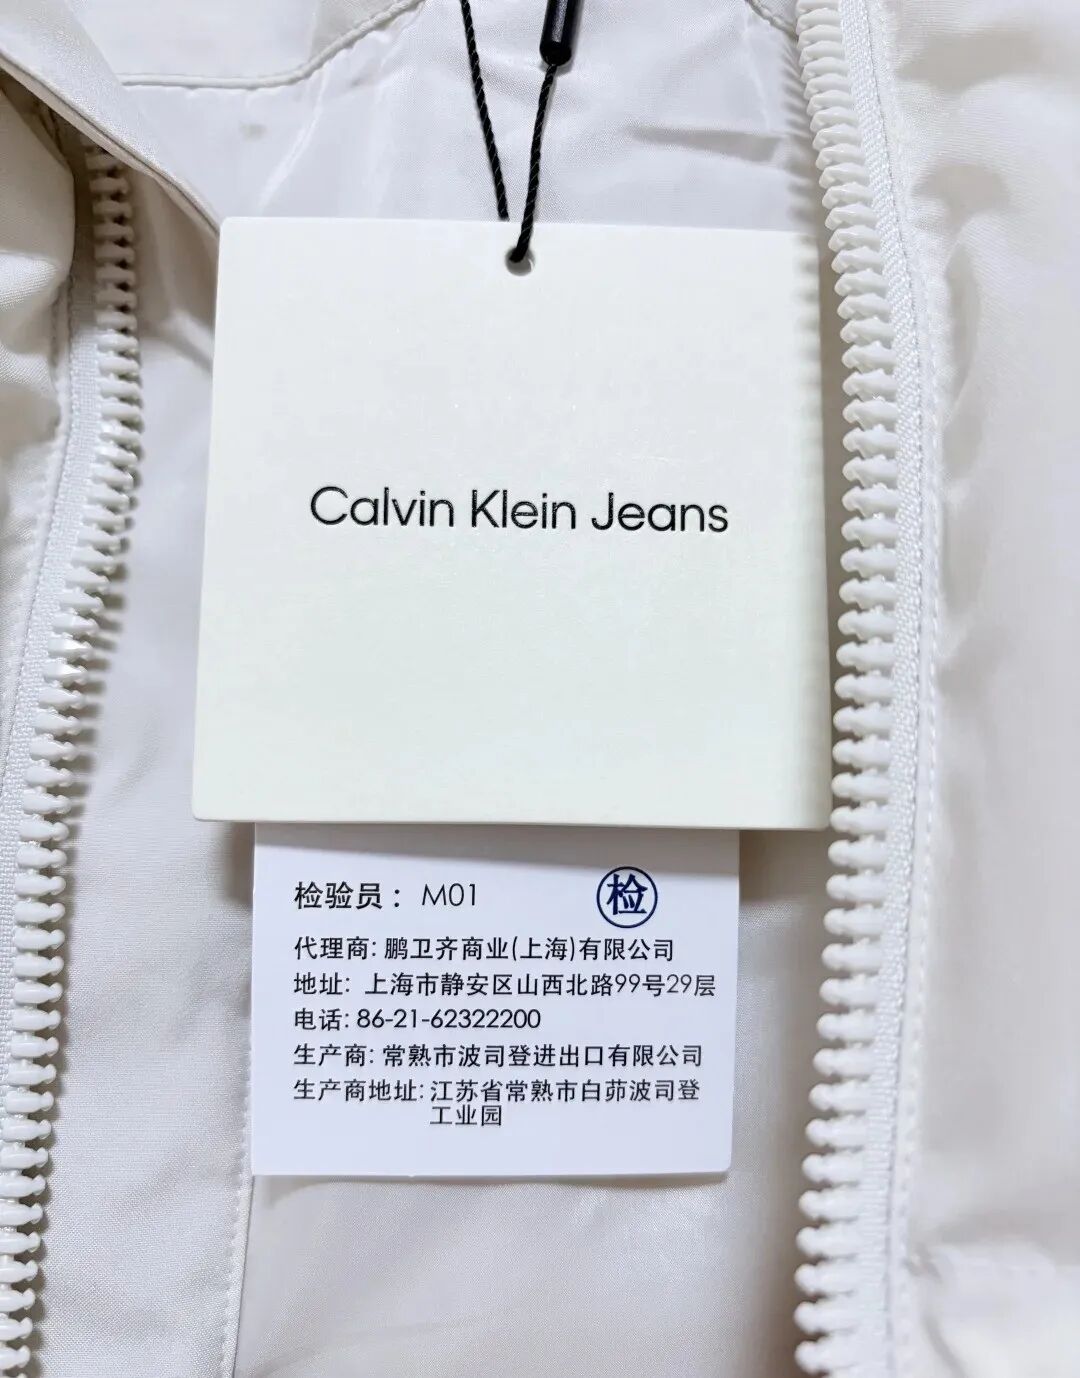 Calvin Klein Jeans
检验员： M01 检
代理商: 鹏卫齐商业(上海)有限公司
地址: 上海市静安区山西北路99号29层
电话: 86-21-62322200
生产商: 常熟市波司登进出口有限公司
生产商地址: 江苏省常熟市白茆波司登
工业园